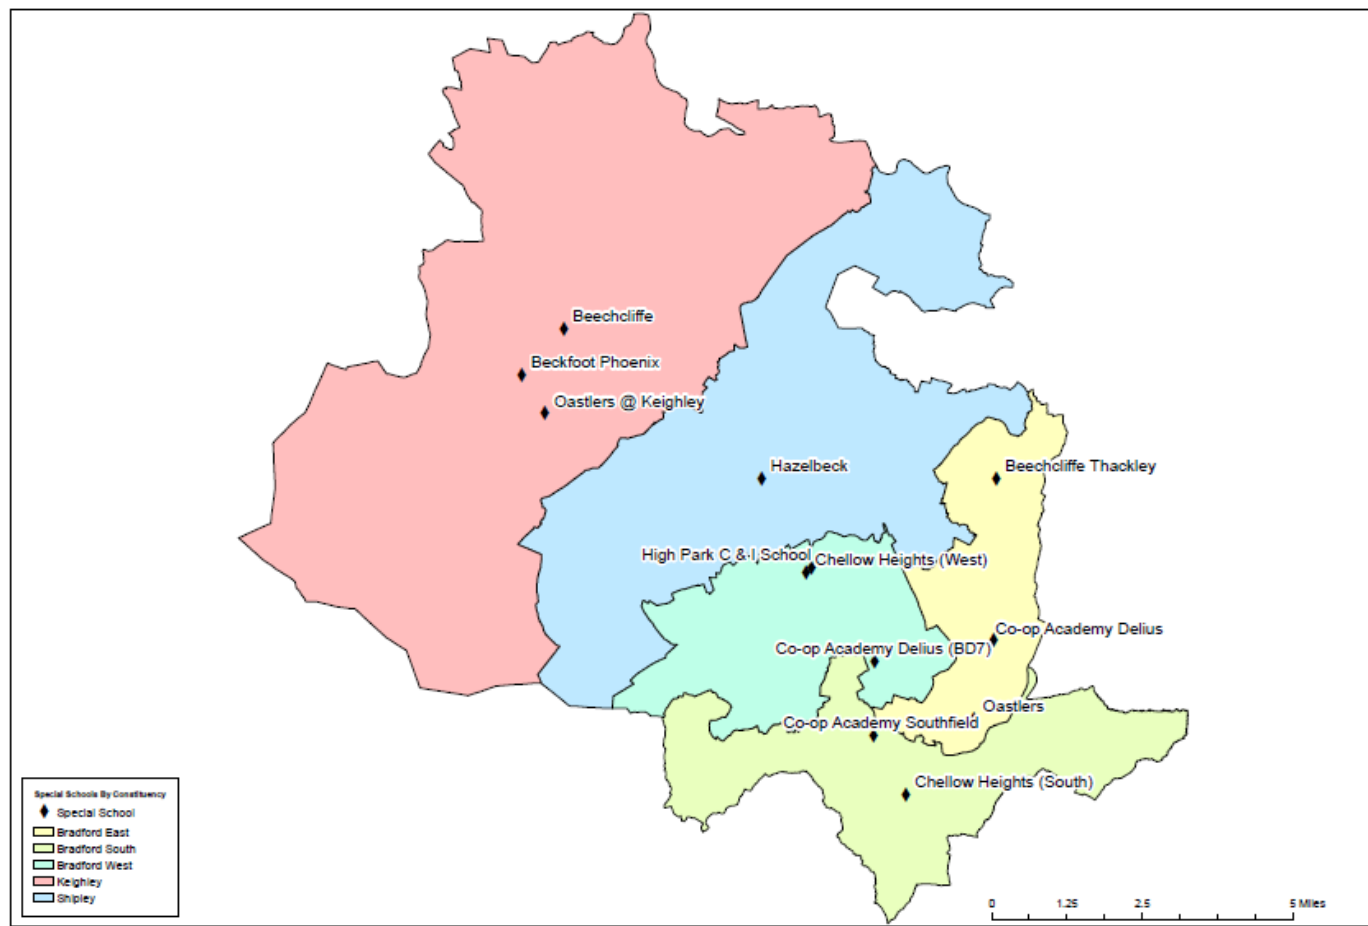 Beechcliffe
Beckfoot Phoenix
Oastlers @ Keighley
Hazelbeck
Beechcliffe Thackley
High Park C & I School
Chellow Heights (West)
Co-op Academy Delius
Co-op Academy Delius (BD7)
Oastlers
Co-op Academy Southfield
Chellow Heights (South)
Special Schools By Constituency
Special School
Bradford East
Bradford South
Bradford West
Keighley
Shipley
0 1.25 2.5 5 Miles